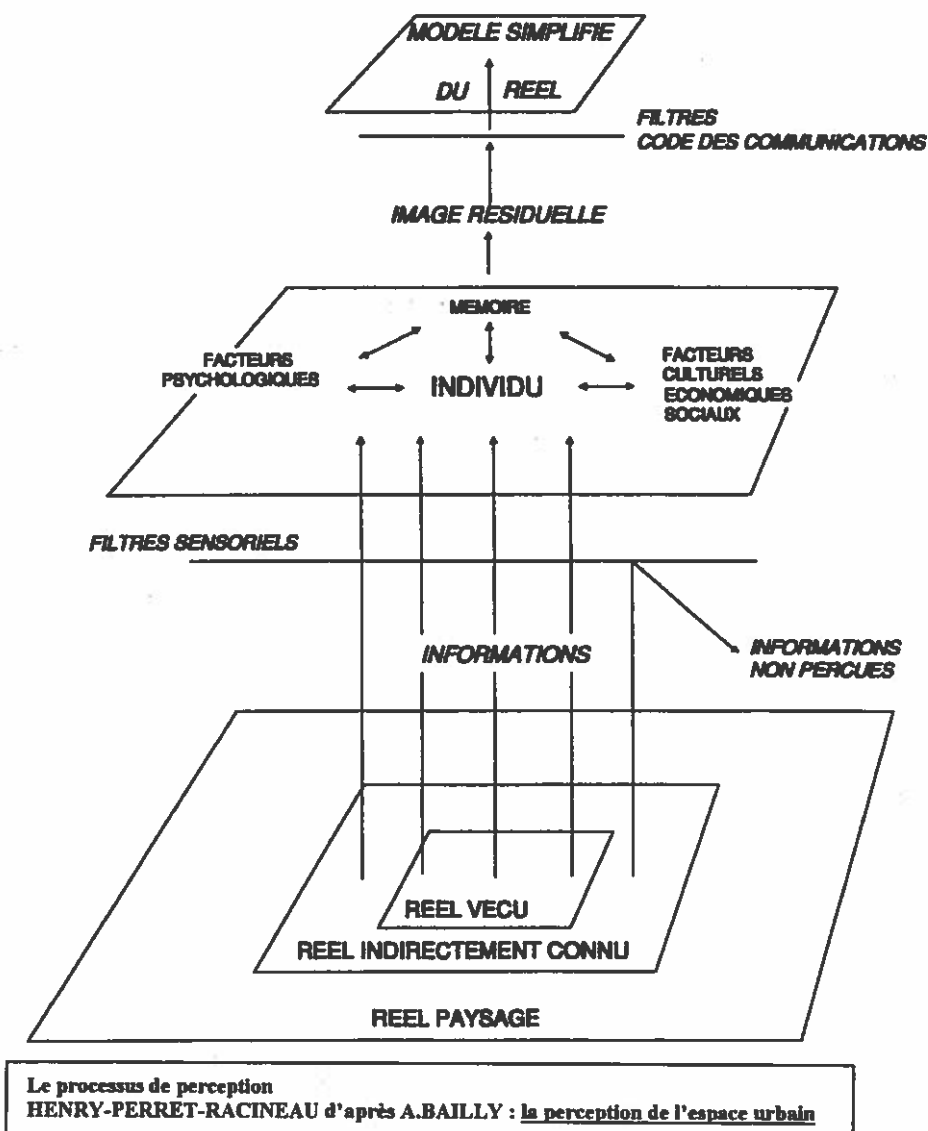 MODELE SIMPLIFIE
DU REEL
FILTRES
CODE DES COMMUNICATIONS
IMAGE RESIDUELLE
MEMOIRE
FACTEURS
PSYCHOLOGIQUES
INDIVIDU
FACTEURS
CULTURELS
ECONOMIQUES
SOCIAUX
FILTRES SENSORIELS
INFORMATIONS
INFORMATIONS
NON PERCUES
REEL VECU
REEL INDIRECTEMENT CONNU
REEL PAYSAGE
Le processus de perception
HENRY-PERRET-RACINEAU d'après A.BAILLY : la perception de l'espace urbain